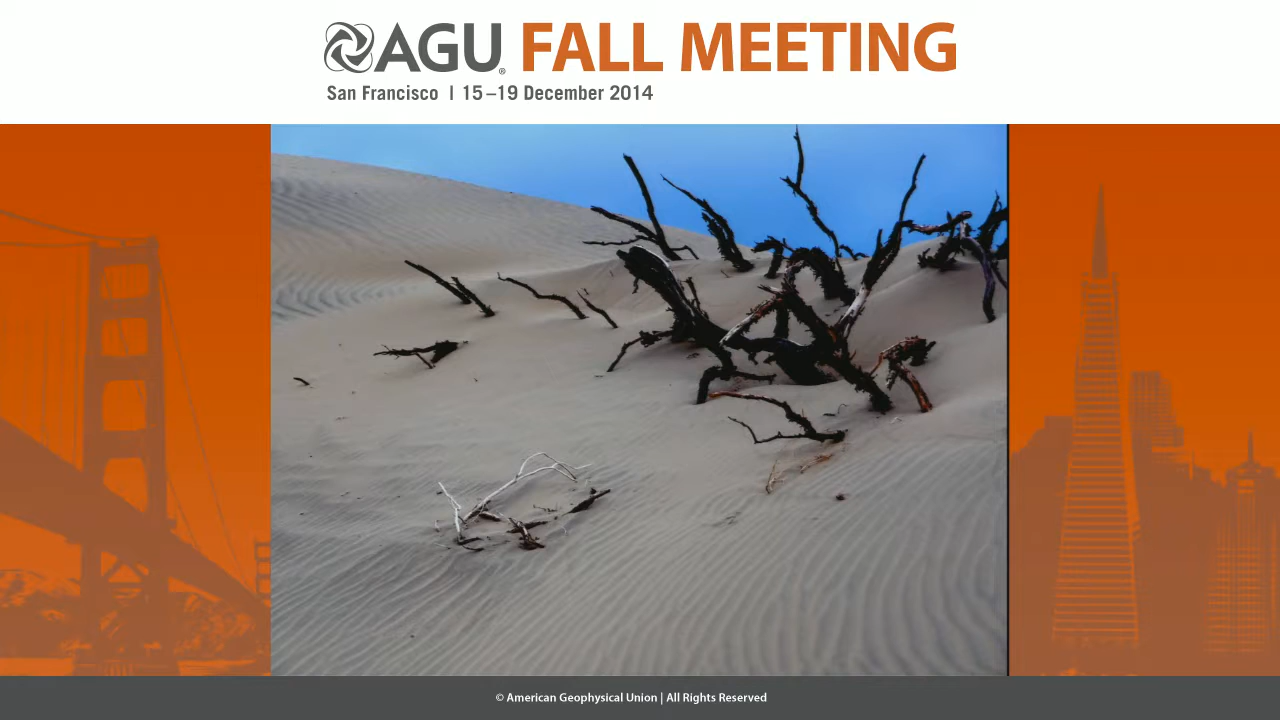 AGU® FALL MEETING
San Francisco | 15–19 December 2014
© American Geophysical Union | All Rights Reserved